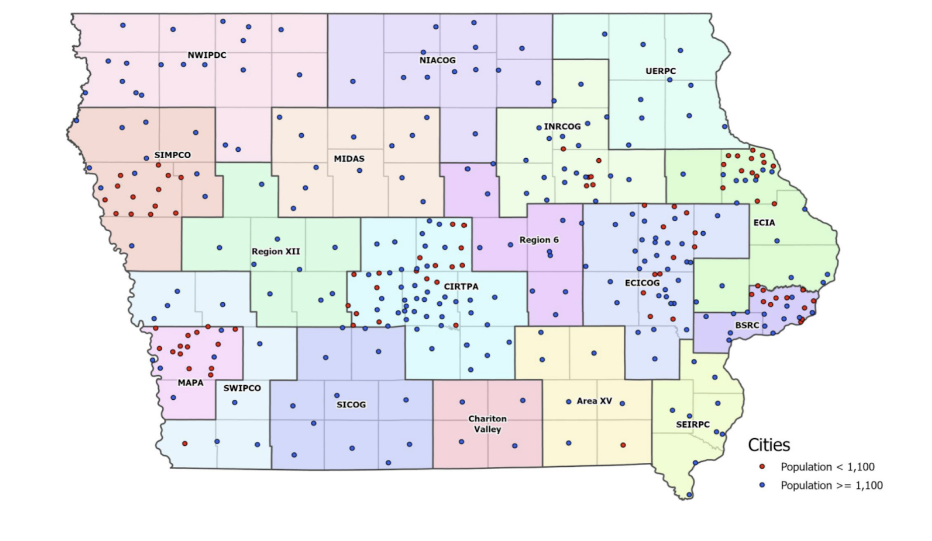 NWIPDC
NIACOG
UERPC
INRCOG
SIMPCO
MIDAS
ECIA
Region XII
Region 6
CIRTPA
ECICOG
BSRC
MAPA
SWIPCO
SICOG
Chariton
Valley
Area XV
SEIRPC
Cities
Population < 1,100
Population >= 1,100